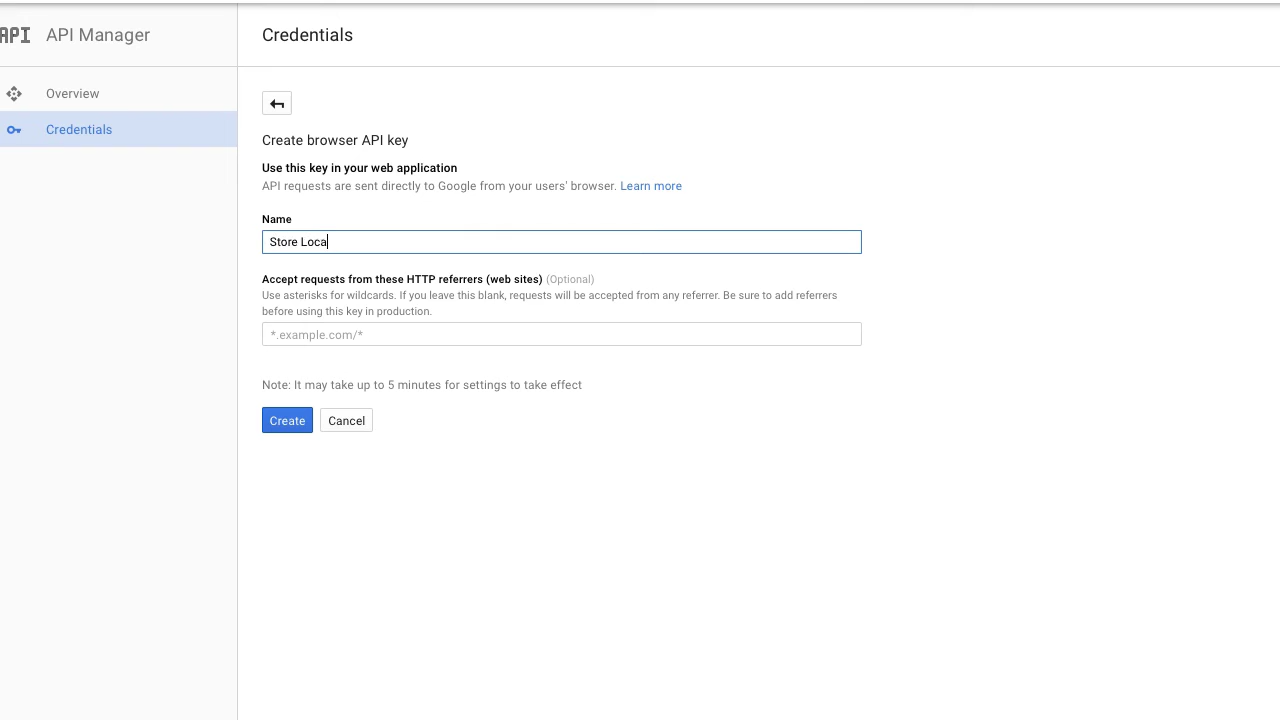 API API Manager
Credentials
Overview
Credentials
Create browser API key
Use this key in your web application
API requests are sent directly to Google from your users' browser. Learn more
Name
Store Loca
Accept requests from these HTTP referrers (web sites) (Optional)
Use asterisks for wildcards. If you leave this blank, requests will be accepted from any referrer. Be sure to add referrers
before using this key in production.
*.example.com/*
Note: It may take up to 5 minutes for settings to take effect
Create Cancel